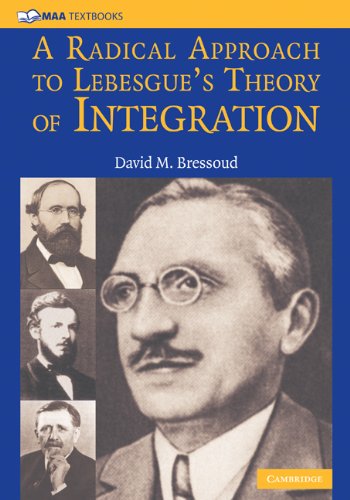 MAA TEXTBOOKS
A RADICAL APPROACH
TO LEBESGUE'S THEORY
OF INTEGRATION
David M. Bressoud
CAMBRIDGE